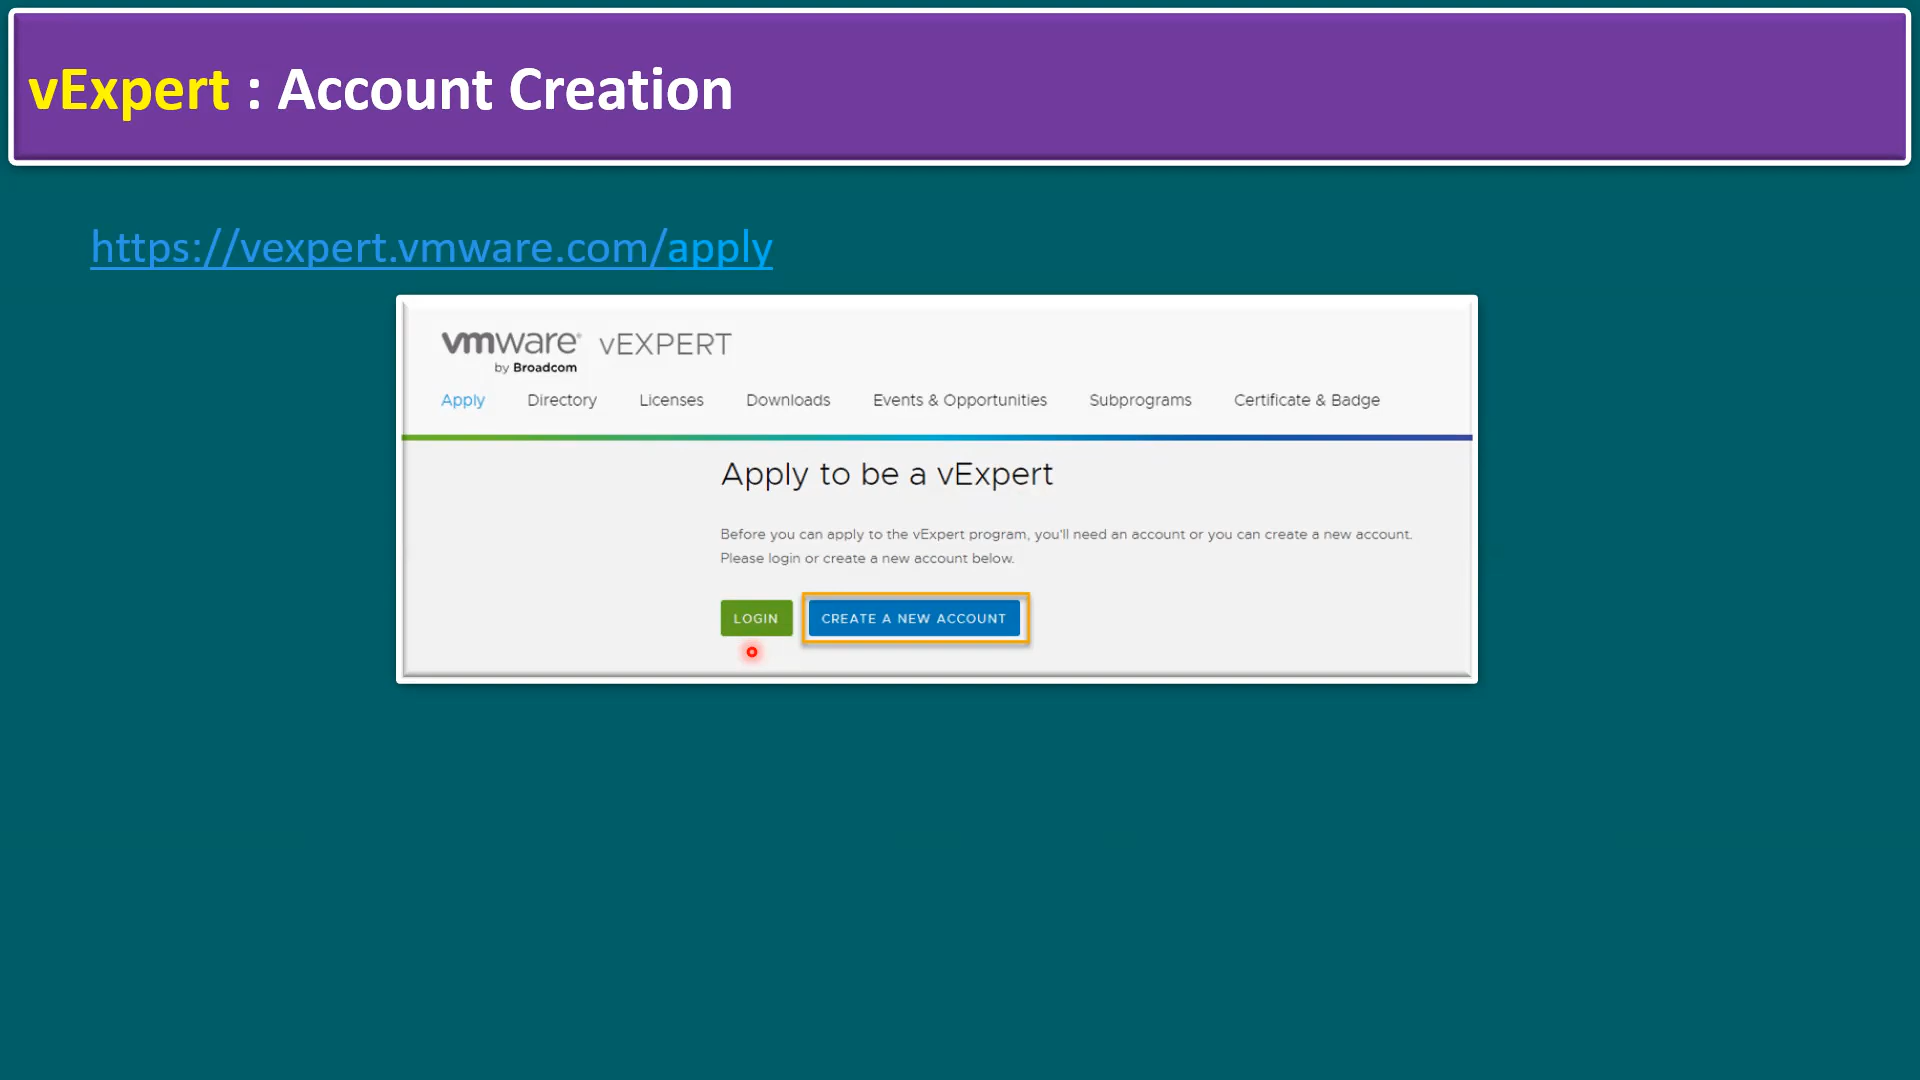 vExpert : Account Creation
https://vexpert.vmware.com/apply
vmware® vEXPERT
by Broadcom
Apply Directory Licenses Downloads Events & Opportunities Subprograms Certificate & Badge
Apply to be a vExpert
Before you can apply to the vExpert program, you'll need an account or you can create a new account.
Please login or create a new account below.
LOGIN CREATE A NEW ACCOUNT